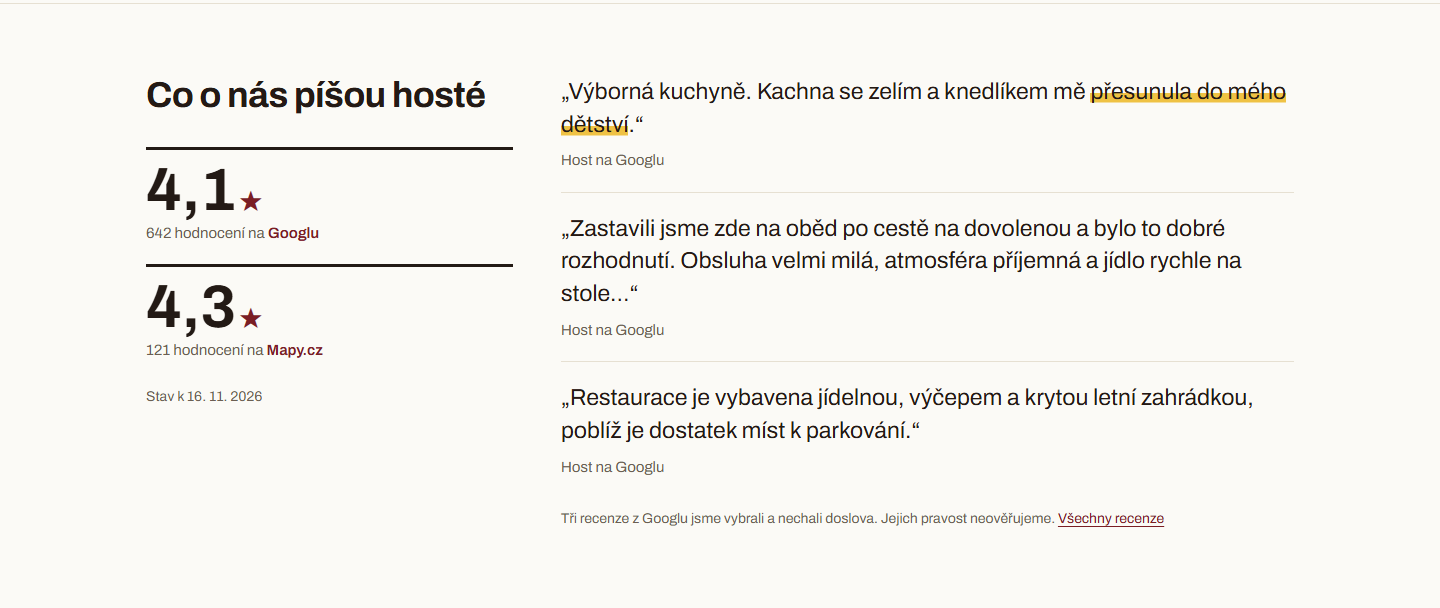 Co o nás píšou hosté
4,1★
642 hodnocení na Googlu
4,3★
121 hodnocení na Mapy.cz
Stav k 16. 11. 2026
„Výborná kuchyně. Kachna se zelím a knedlíkem mě přesunula do mého
dětství.“
Host na Googlu
„Zastavili jsme zde na oběd po cestě na dovolenou a bylo to dobré
rozhodnutí. Obsluha velmi milá, atmosféra příjemná a jídlo rychle na
stole...“
Host na Googlu
„Restaurace je vybavena jídelnou, výčepem a krytou letní zahrádkou,
poblíž je dostatek míst k parkování.“
Host na Googlu
Tři recenze z Googlu jsme vybrali a nechali doslova. Jejich pravost neověřujeme. Všechny recenze